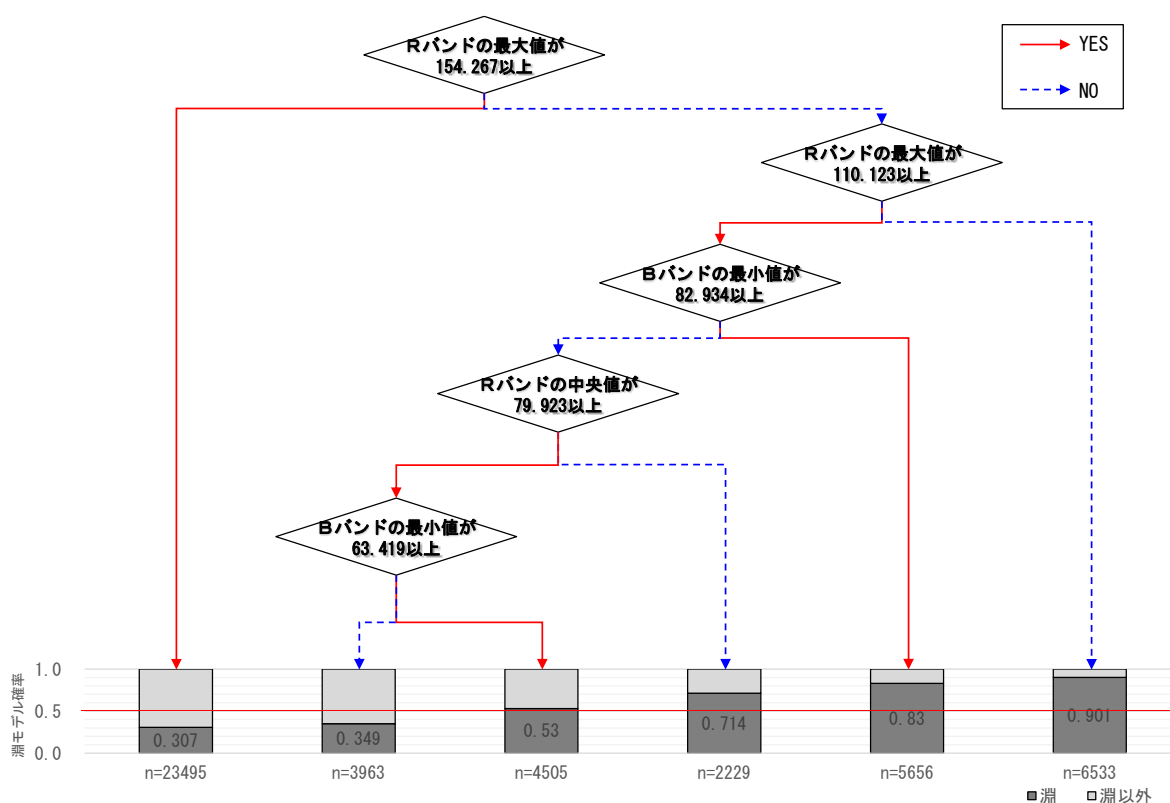 Rバンドの最大値が
154.267以上
YES
NO
Rバンドの最大値が
110.123以上
Bバンドの最小値が
82.934以上
Rバンドの中央値が
79.923以上
Bバンドの最小値が
63.419以上
淵モデル確率
1.0
0.5
0.0
0.307
0.349
0.53
0.714
0.83
0.901
n=23495
n=3963
n=4505
n=2229
n=5656
n=6533
淵
淵以外